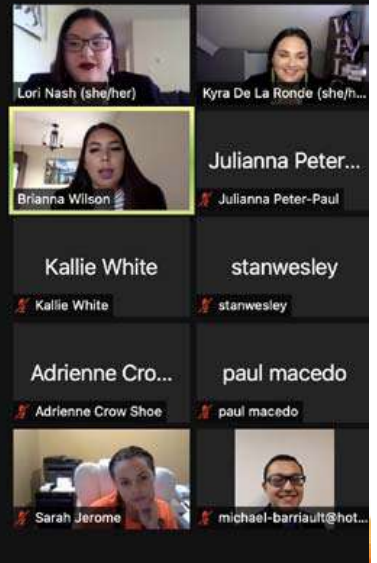 Lori Nash (she/her)
Kyra De La Ronde (she/h...
Brianna Wilson
Julianna Peter...
Julianna Peter-Paul
Kallie White
Kallie White
stanwesley
stanwesley
Adrienne Cro...
Adrienne Crow Shoe
paul macedo
paul macedo
Sarah Jerome
michael-barriault@hot...